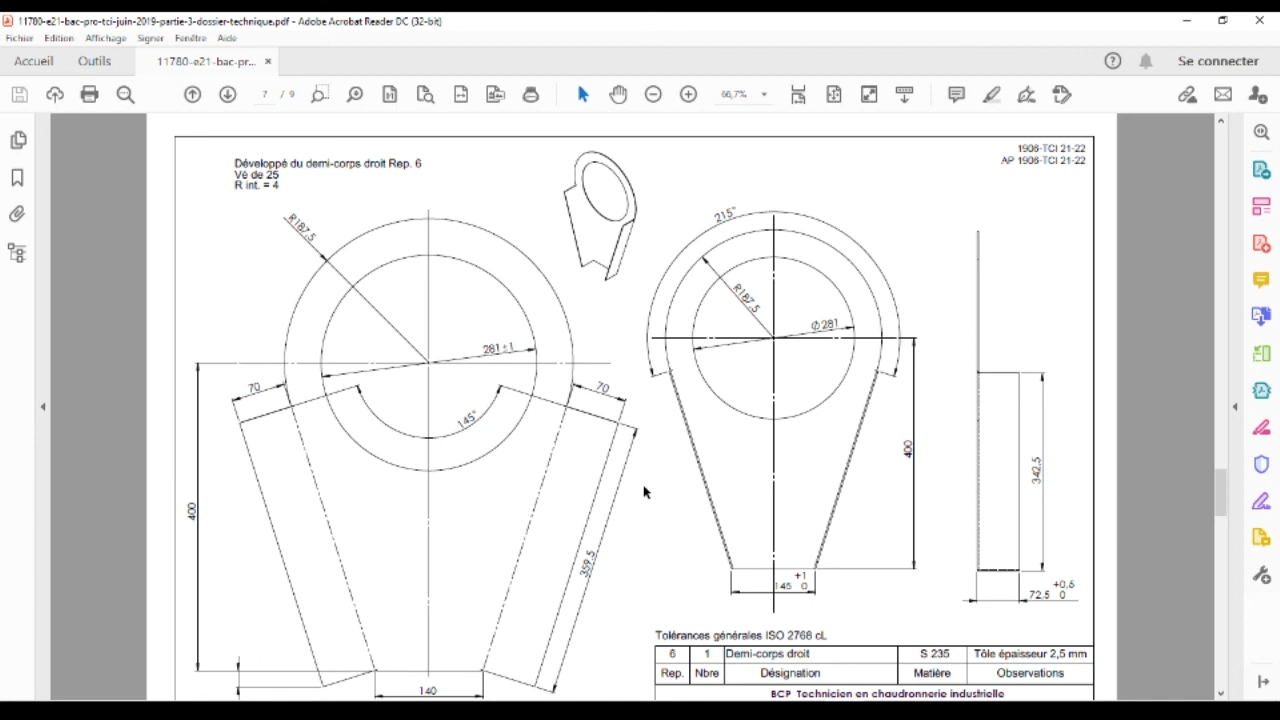 11780-e21-bac-pro-tci-juin-2019-partie-3-dossier-technique.pdf - Adobe Acrobat Reader DC (32-bit)
Fichier Edition Affichage Signer Fenêtre Aide
Accueil Outils 11780-e21-bac-pr... × Se connecter
7 / 9 66,7%
1908-TCI 21-22
AP 1908-TCI 21-22
Développé du demi-corps droit Rep. 6
Vé de 25
R int. = 4
R187,5
281±1
70
70
145°
400
359,5
140
215°
R187,5
Ø281
400
+1
145 0
342,5
+0,5
72,5 0
Tolérances générales ISO 2768 cL
6 1 Demi-corps droit S 235 Tôle épaisseur 2,5 mm
Rep. Nbre Désignation Matière Observations
BCP Technicien en chaudronnerie industrielle